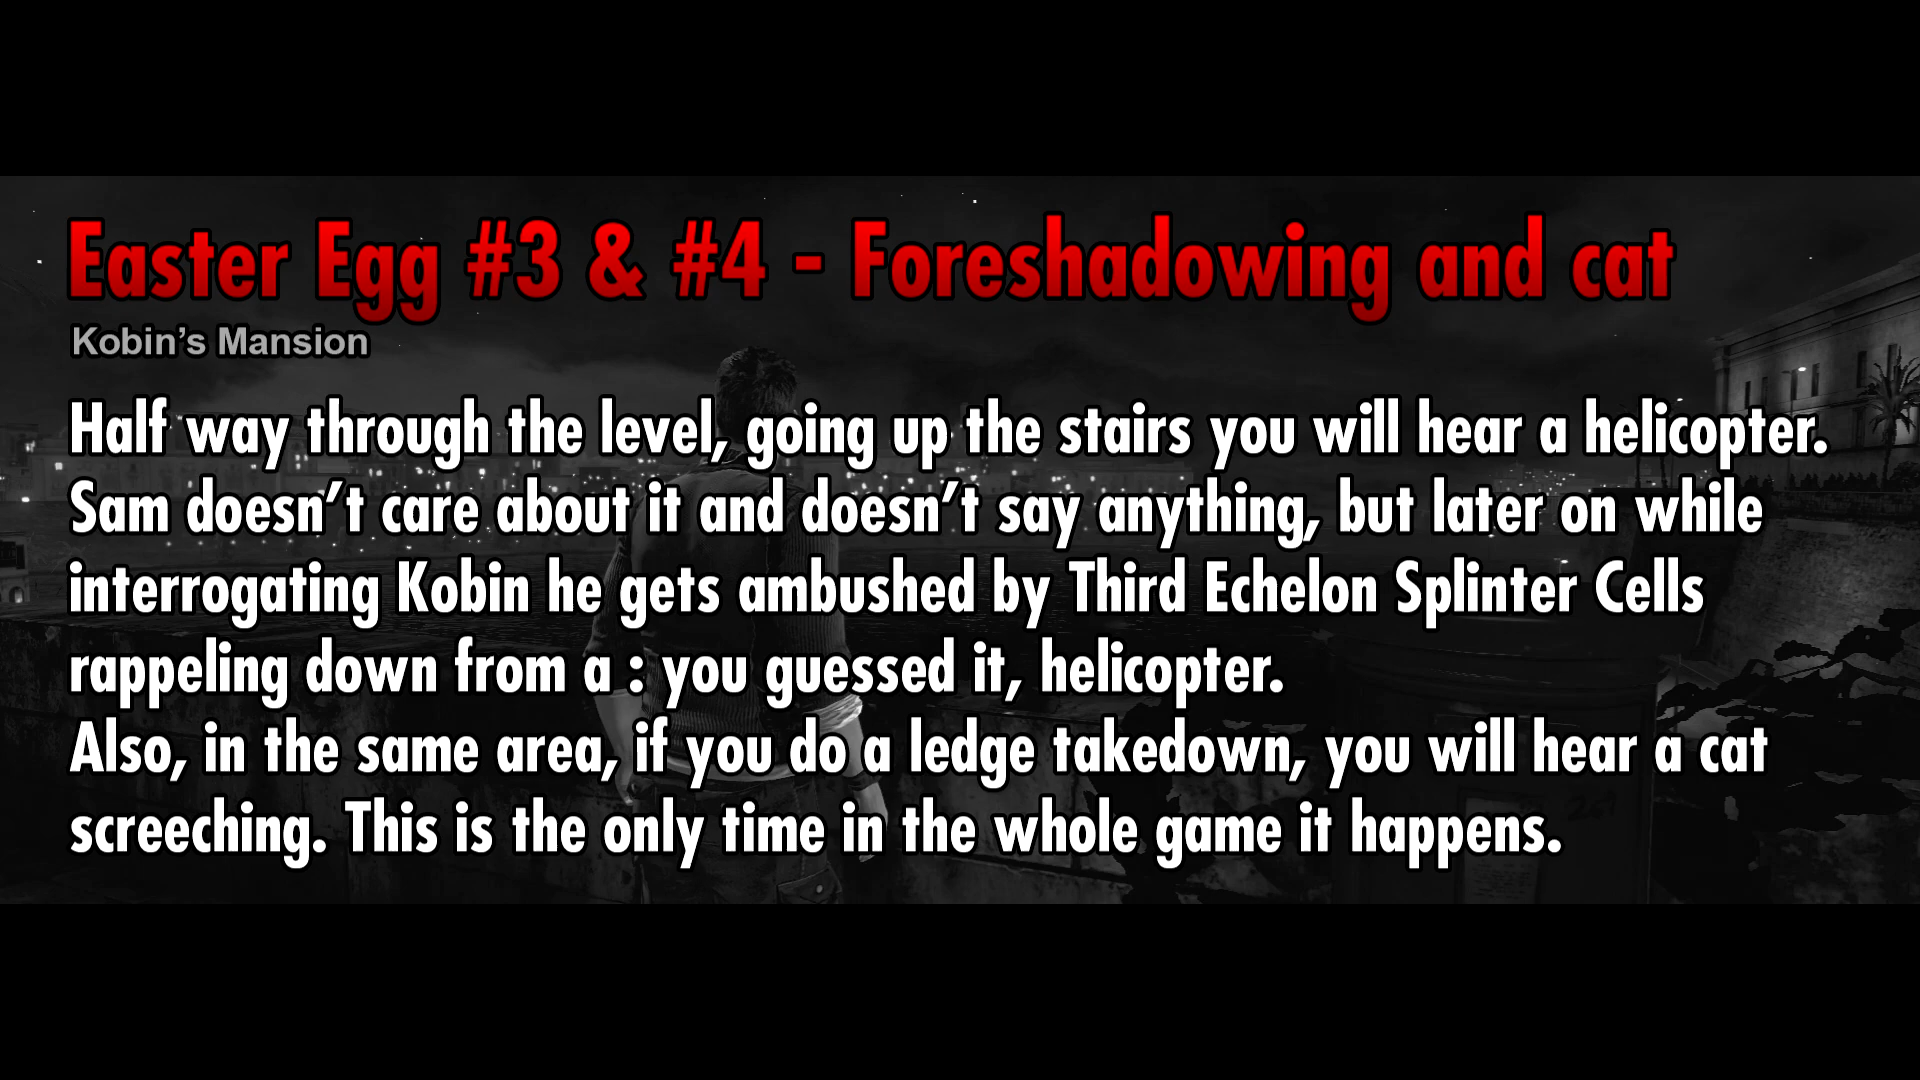 Easter Egg #3 & #4 - Foreshadowing and cat
Kobin’s Mansion
Half way through the level, going up the stairs you will hear a helicopter.
Sam doesn’t care about it and doesn’t say anything, but later on while
interrogating Kobin he gets ambushed by Third Echelon Splinter Cells
rappeling down from a : you guessed it, helicopter.
Also, in the same area, if you do a ledge takedown, you will hear a cat
screeching. This is the only time in the whole game it happens.